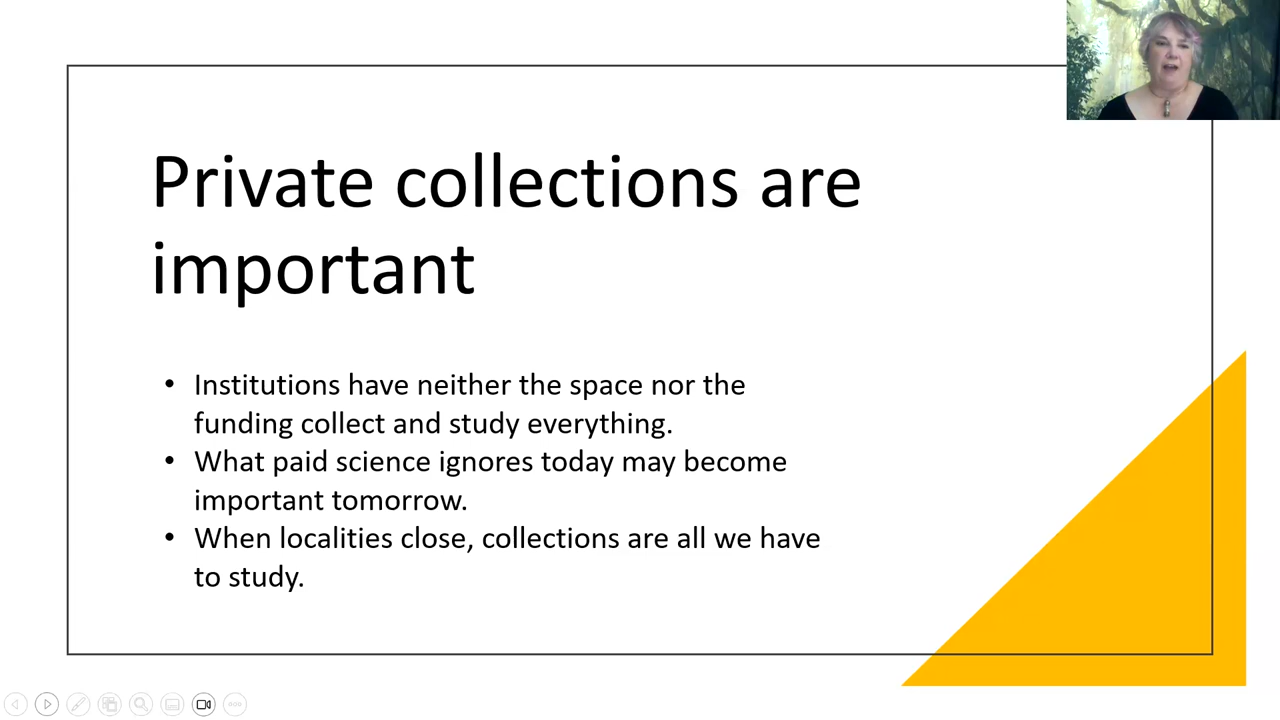 Private collections are
important
• Institutions have neither the space nor the
funding collect and study everything.
• What paid science ignores today may become
important tomorrow.
• When localities close, collections are all we have
to study.